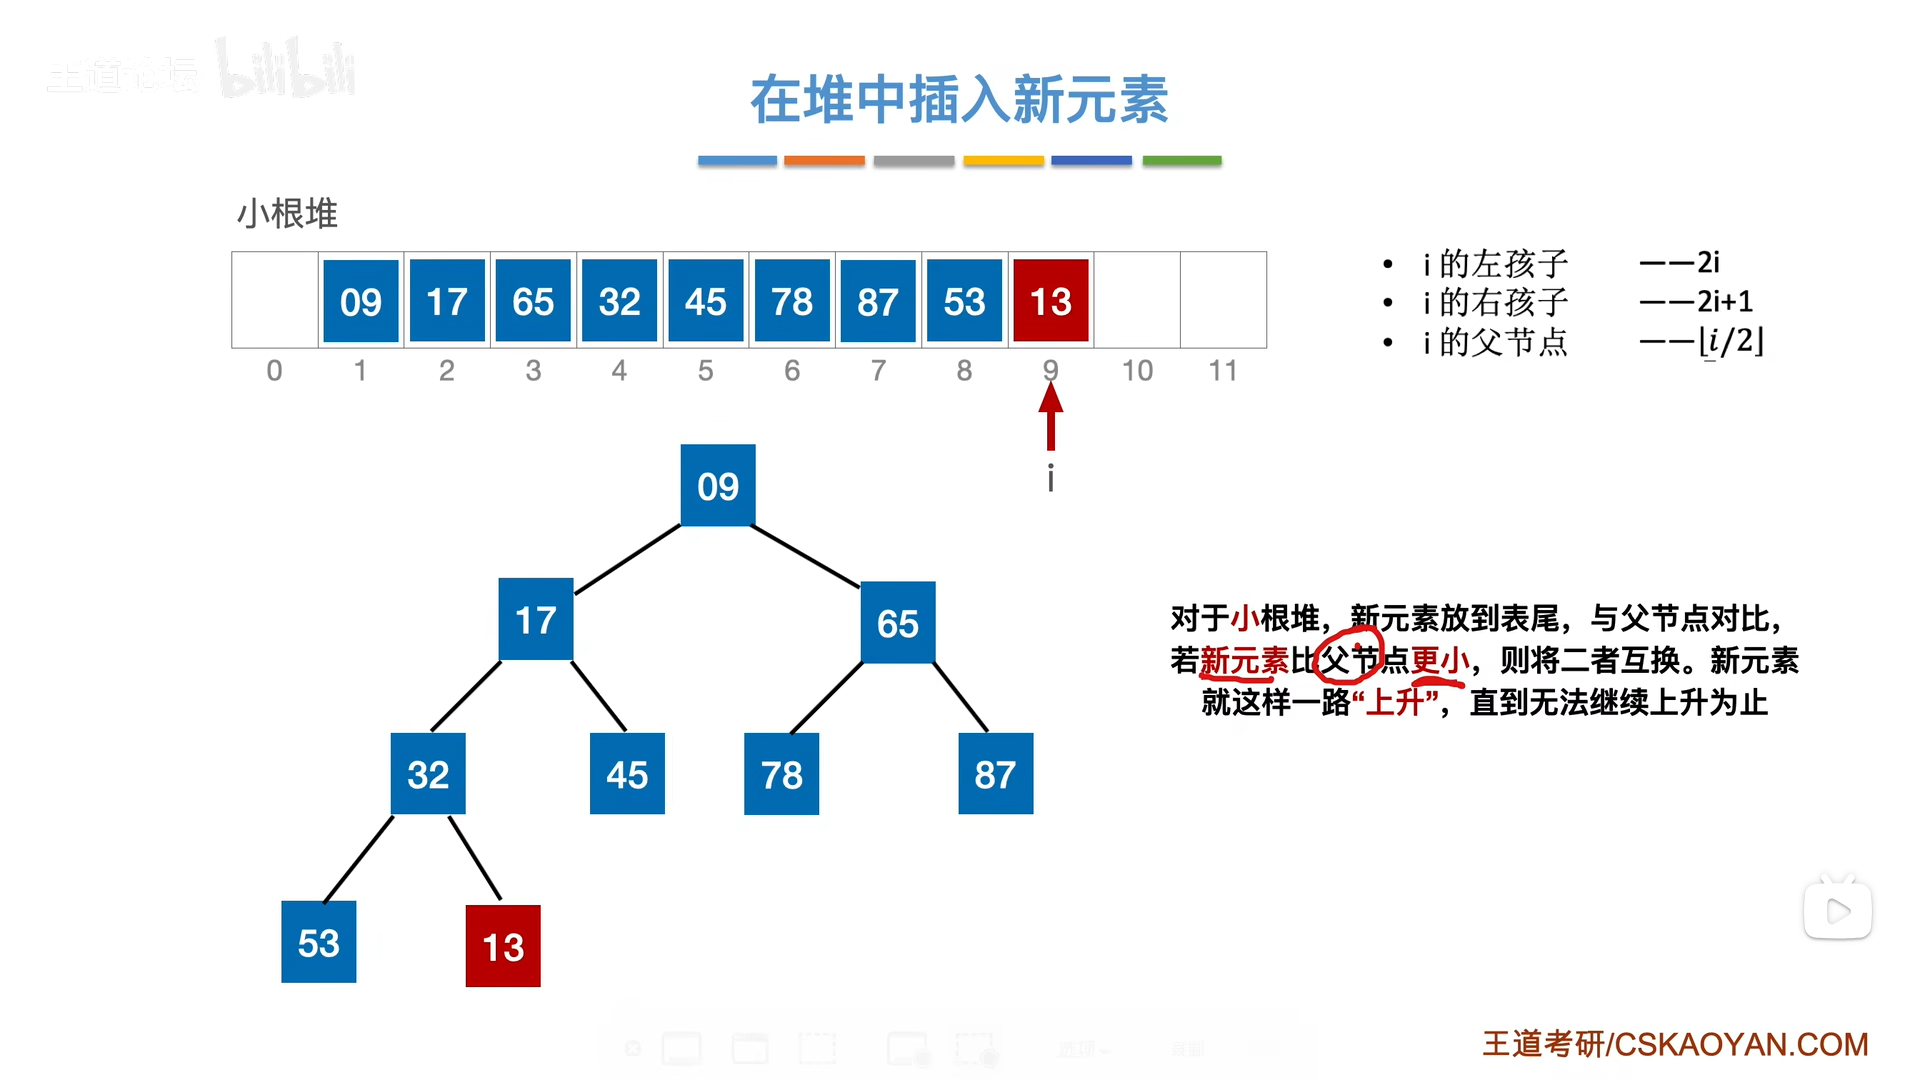 王道论坛 bilibili
在堆中插入新元素
小根堆
09 17 65 32 45 78 87 53 13
0 1 2 3 4 5 6 7 8 9 10 11
i
• i 的左孩子 ——2i
• i 的右孩子 ——2i+1
• i 的父节点 ——⌊i/2⌋
09
17 65
32 45 78 87
53 13
对于小根堆，新元素放到表尾，与父节点对比，
若新元素比父节点更小，则将二者互换。新元素
就这样一路“上升”，直到无法继续上升为止
王道考研/CSKAOYAN.COM